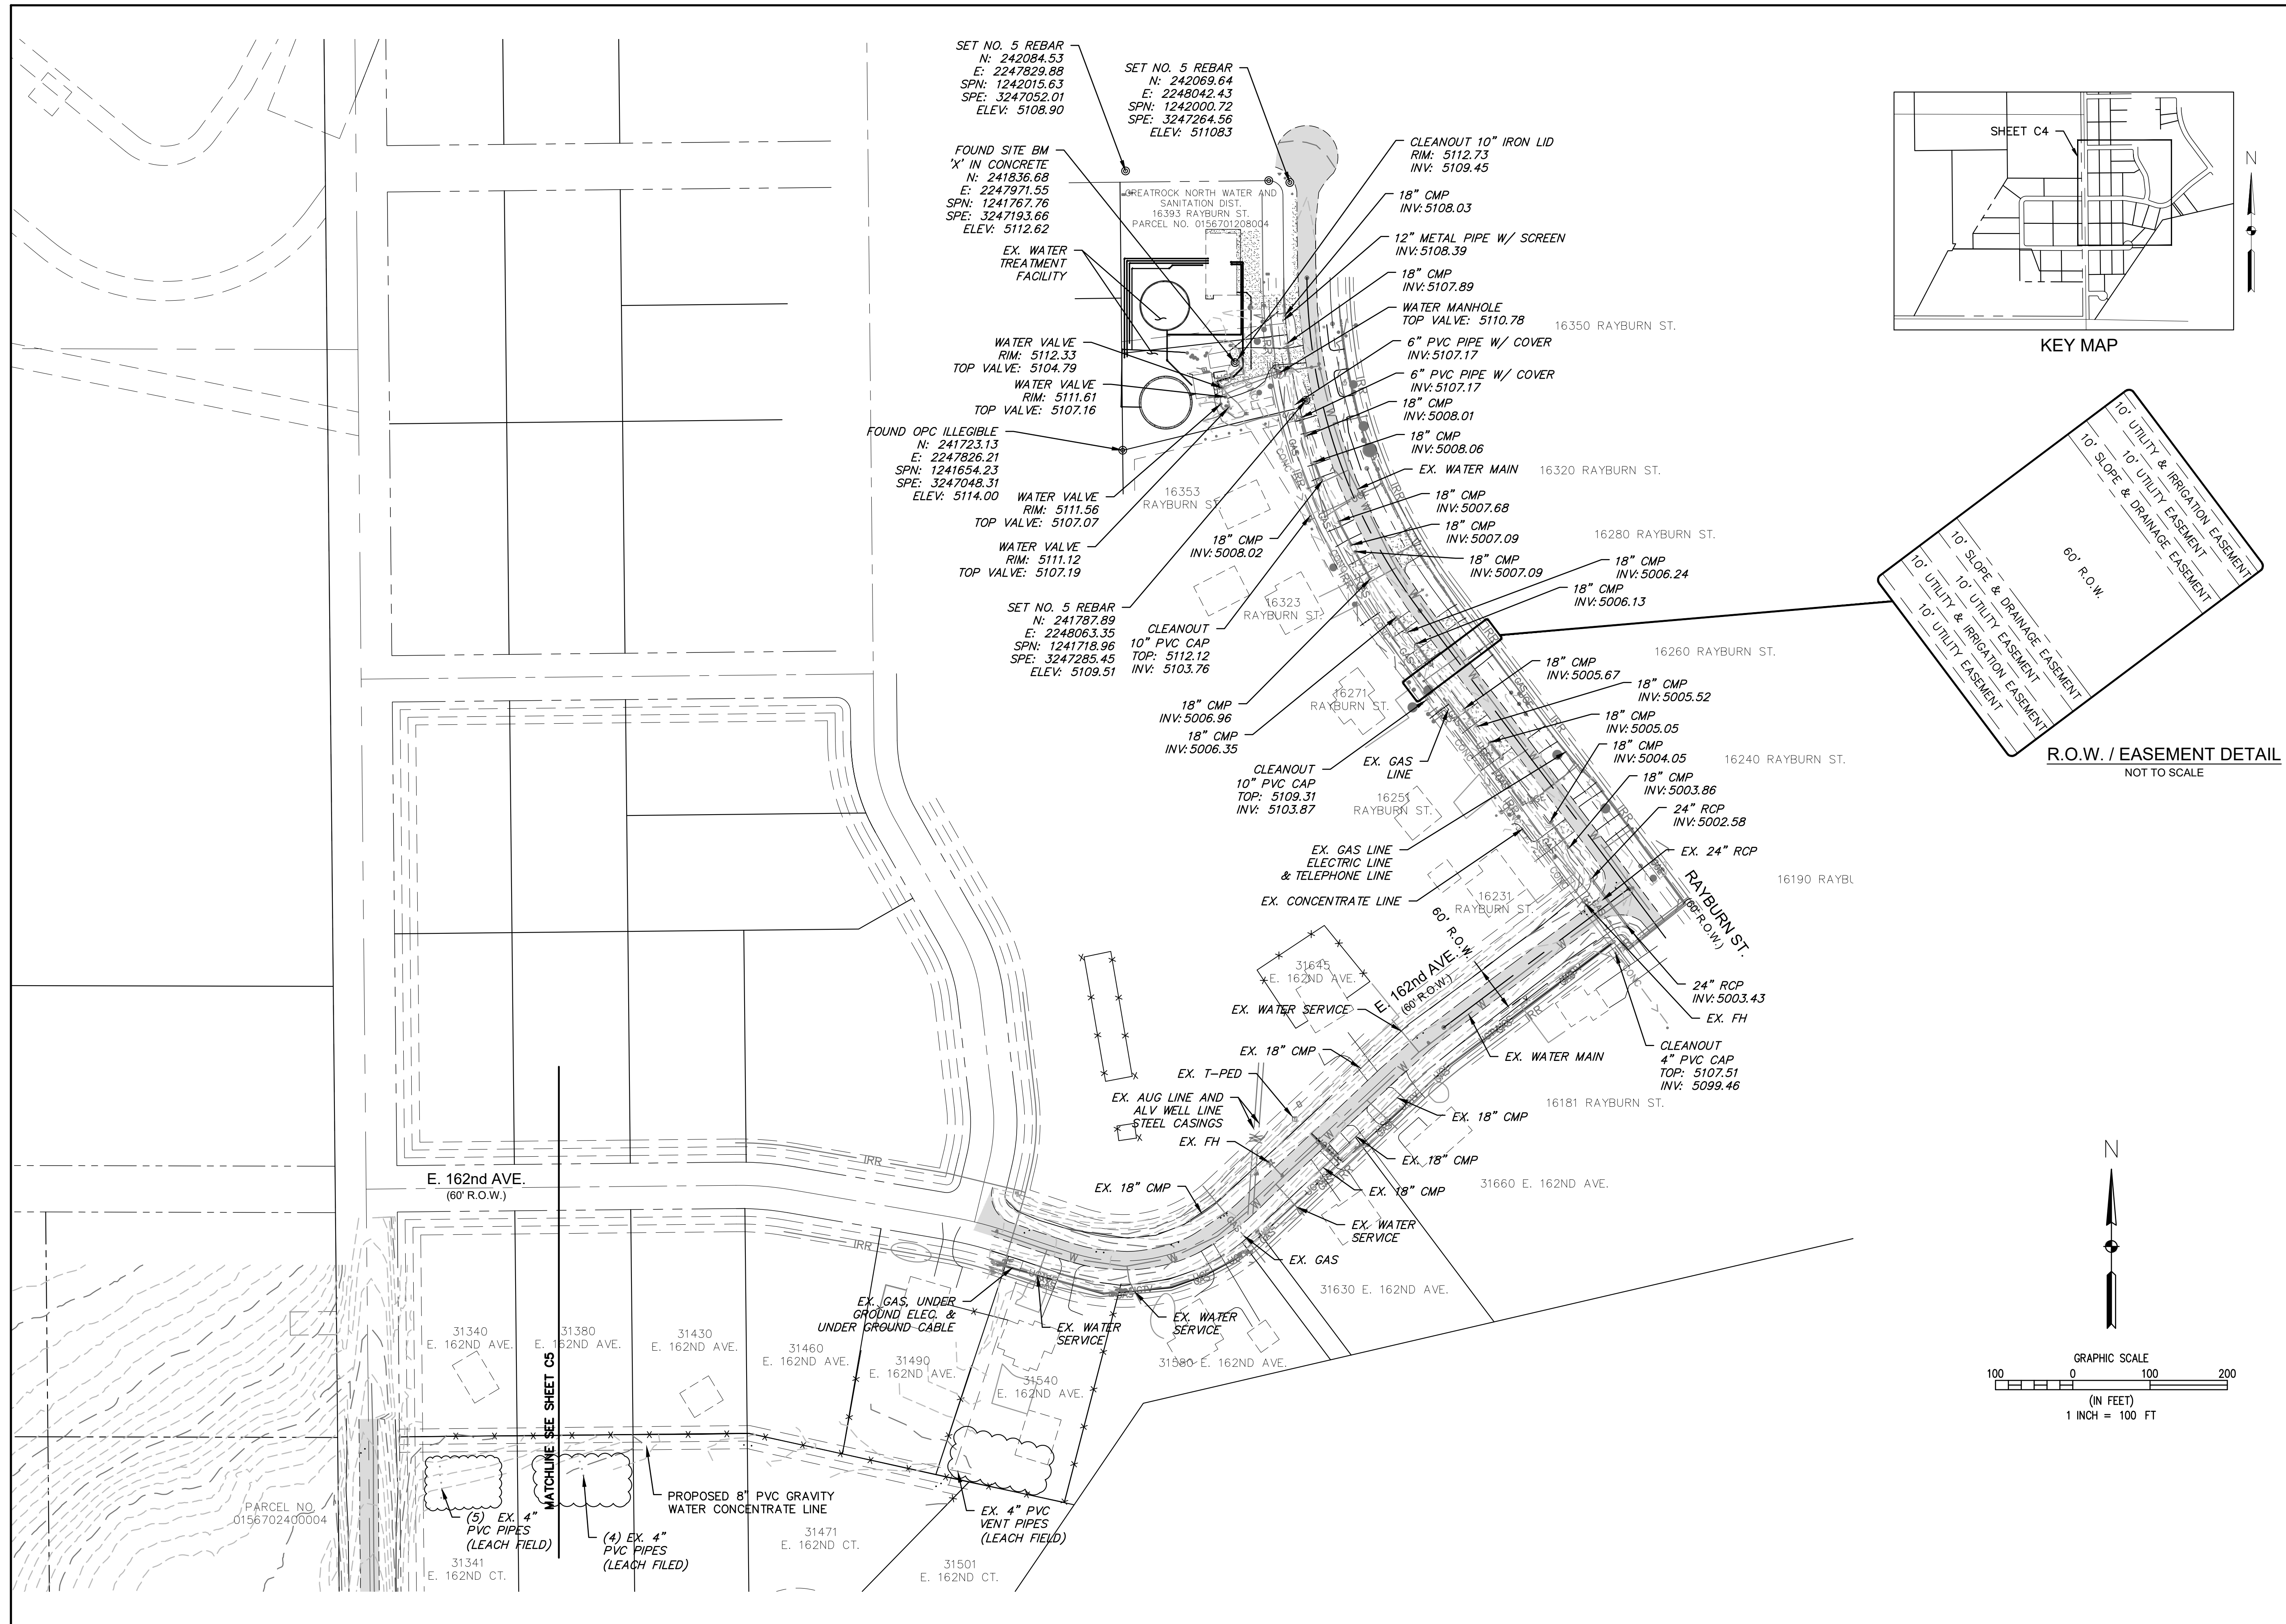 SET NO. 5 REBAR
N: 242084.53
E: 2247829.88
SPN: 1242015.63
SPE: 3247052.01
ELEV: 5108.90
SET NO. 5 REBAR
N: 242069.64
E: 2248042.43
SPN: 1242000.72
SPE: 3247264.56
ELEV: 511083
FOUND SITE BM
'X' IN CONCRETE
N: 241836.68
E: 2247971.55
SPN: 1241767.76
SPE: 3247193.66
ELEV: 5112.62
GREATROCK NORTH WATER AND
SANITATION DIST.
16393 RAYBURN ST.
PARCEL NO. 0156701208004
EX. WATER
TREATMENT
FACILITY
WATER VALVE
RIM: 5112.33
TOP VALVE: 5104.79
WATER VALVE
RIM: 5111.61
TOP VALVE: 5107.16
FOUND OPC ILLEGIBLE
N: 241723.13
E: 2247826.21
SPN: 1241654.23
SPE: 3247048.31
ELEV: 5114.00
WATER VALVE
RIM: 5111.56
TOP VALVE: 5107.07
WATER VALVE
RIM: 5111.12
TOP VALVE: 5107.19
SET NO. 5 REBAR
N: 241787.89
E: 2248063.35
SPN: 1241718.96
SPE: 3247285.45
ELEV: 5109.51
CLEANOUT 10" IRON LID
RIM: 5112.73
INV: 5109.45
18" CMP
INV: 5108.03
12" METAL PIPE W/ SCREEN
INV: 5108.39
18" CMP
INV: 5107.89
WATER MANHOLE
TOP VALVE: 5110.78
16350 RAYBURN ST.
6" PVC PIPE W/ COVER
INV: 5107.17
6" PVC PIPE W/ COVER
INV: 5107.17
18" CMP
INV: 5008.01
18" CMP
INV: 5008.06
EX. WATER MAIN
16320 RAYBURN ST.
16353
RAYBURN ST.
18" CMP
INV: 5007.68
18" CMP
INV: 5007.09
16280 RAYBURN ST.
18" CMP
INV: 5008.02
18" CMP
INV: 5007.09
18" CMP
INV: 5006.24
18" CMP
INV: 5006.13
16323
RAYBURN ST.
CLEANOUT
10" PVC CAP
TOP: 5112.12
INV: 5103.76
16260 RAYBURN ST.
18" CMP
INV: 5005.67
18" CMP
INV: 5005.52
16271
RAYBURN ST.
18" CMP
INV: 5006.96
18" CMP
INV: 5006.35
18" CMP
INV: 5005.05
18" CMP
INV: 5004.05
16240 RAYBURN ST.
CLEANOUT
10" PVC CAP
TOP: 5109.31
INV: 5103.87
EX. GAS
LINE
18" CMP
INV: 5003.86
16251
RAYBURN ST.
24" RCP
INV: 5002.58
EX. GAS LINE
ELECTRIC LINE
& TELEPHONE LINE
EX. 24" RCP
16190 RAYBU
EX. CONCENTRATE LINE
16231
RAYBURN ST.
RAYBURN ST.
(60' R.O.W.)
60' R.O.W.
E. 162nd AVE.
(60' R.O.W.)
31645
E. 162ND AVE.
EX. WATER SERVICE
24" RCP
INV: 5003.43
EX. FH
EX. 18" CMP
EX. WATER MAIN
CLEANOUT
4" PVC CAP
TOP: 5107.51
INV: 5099.46
EX. T-PED
EX. AUG LINE AND
ALV WELL LINE
STEEL CASINGS
16181 RAYBURN ST.
EX. 18" CMP
EX. FH
EX. 18" CMP
EX. 18" CMP
EX. 18" CMP
31660 E. 162ND AVE.
EX. WATER
SERVICE
EX. GAS
31630 E. 162ND AVE.
E. 162nd AVE.
(60' R.O.W.)
IRR
IRR
IRR
IRR
IRR
W
W
W
W
W
GAS
CONC
EX. GAS, UNDER
GROUND ELEC. &
UNDER GROUND CABLE
EX. WATER
SERVICE
EX. WATER
SERVICE
31580 E. 162ND AVE.
31340
E. 162ND AVE.
31380
E. 162ND AVE.
31430
E. 162ND AVE.
31460
E. 162ND AVE.
31490
E. 162ND AVE.
31540
E. 162ND AVE.
MATCHLINE SEE SHEET C5
PROPOSED 8" PVC GRAVITY
WATER CONCENTRATE LINE
PARCEL NO.
0156702400004
(5) EX. 4"
PVC PIPES
(LEACH FIELD)
(4) EX. 4"
PVC PIPES
(LEACH FILED)
EX. 4" PVC
VENT PIPES
(LEACH FIELD)
31341
E. 162ND CT.
31471
E. 162ND CT.
31501
E. 162ND CT.
SHEET C4
N
KEY MAP
10' UTILITY & IRRIGATION EASEMENT
10' UTILITY EASEMENT
10' SLOPE & DRAINAGE EASEMENT
60' R.O.W.
10' SLOPE & DRAINAGE EASEMENT
10' UTILITY EASEMENT
10' UTILITY & IRRIGATION EASEMENT
10' UTILITY EASEMENT
R.O.W. / EASEMENT DETAIL
NOT TO SCALE
N
GRAPHIC SCALE
100 0 100 200
(IN FEET)
1 INCH = 100 FT